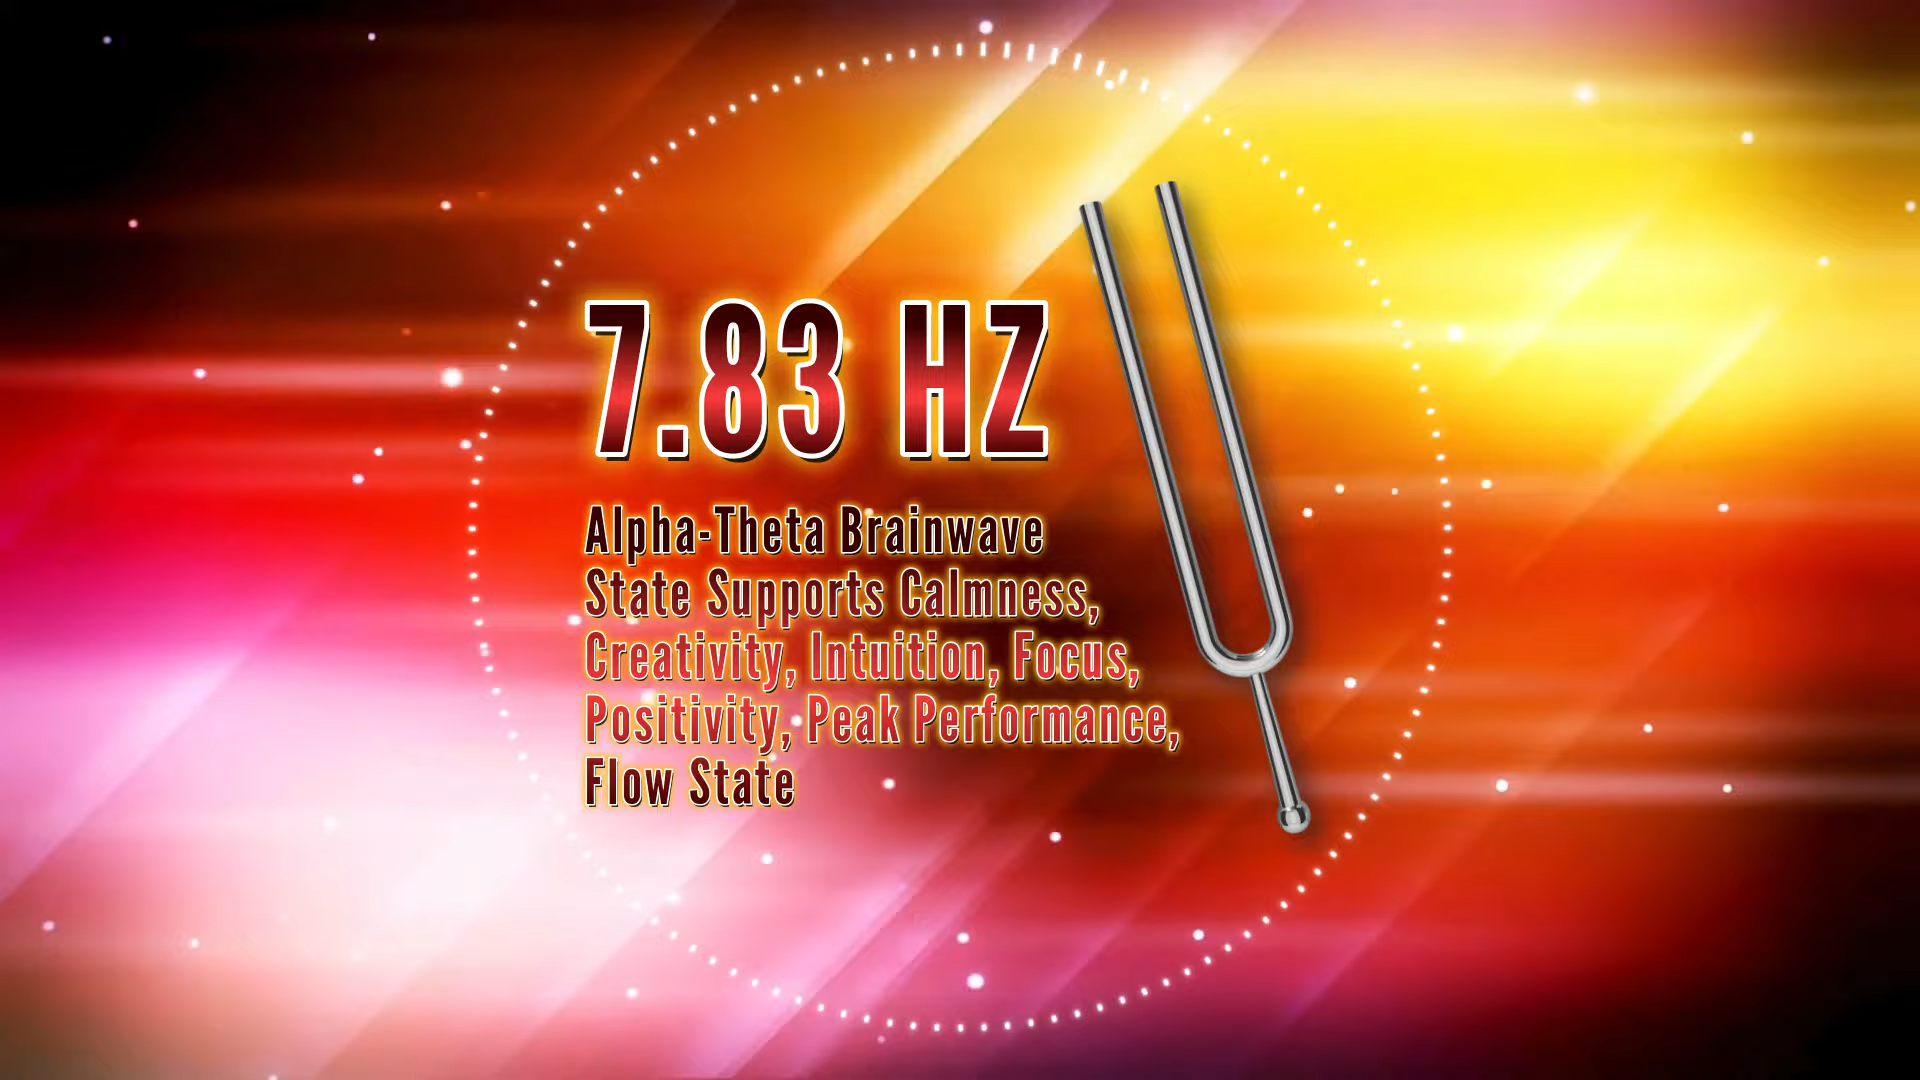 7.83 HZ
Alpha-Theta Brainwave
State Supports Calmness,
Creativity, Intuition, Focus,
Positivity, Peak Performance,
Flow State